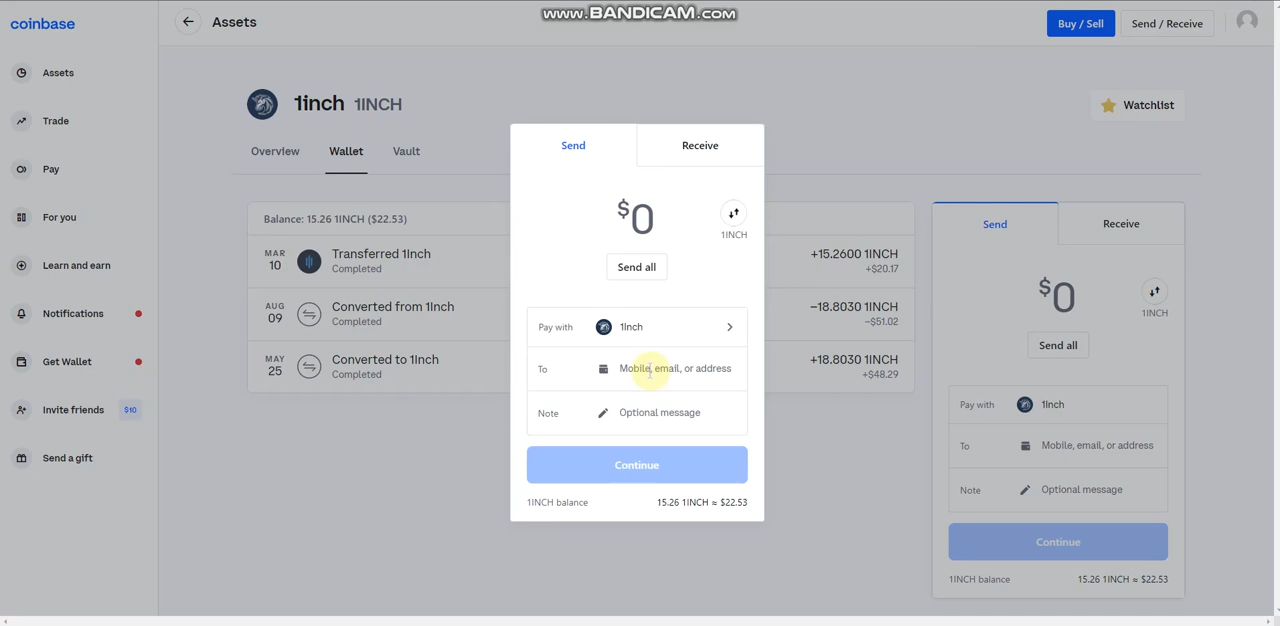 www.BANDICAM.com
coinbase
Assets
Buy / Sell
Send / Receive
Assets
Trade
Pay
For you
Learn and earn
Notifications
Get Wallet
Invite friends
$10
Send a gift
1inch 1INCH
Watchlist
Overview
Wallet
Vault
Balance: 15.26 1INCH ($22.53)
MAR
10
Transferred 1Inch
Completed
+15.2600 1INCH
+$20.17
AUG
09
Converted from 1Inch
Completed
−18.8030 1INCH
−$51.02
MAY
25
Converted to 1Inch
Completed
+18.8030 1INCH
+$48.29
Send
Receive
$0
1INCH
Send all
Pay with
1Inch
To
Mobile, email, or address
Note
Optional message
Continue
1INCH balance
15.26 1INCH ≈ $22.53
Send
Receive
$0
1INCH
Send all
Pay with
1Inch
To
Mobile, email, or address
Note
Optional message
Continue
1INCH balance
15.26 1INCH ≈ $22.53